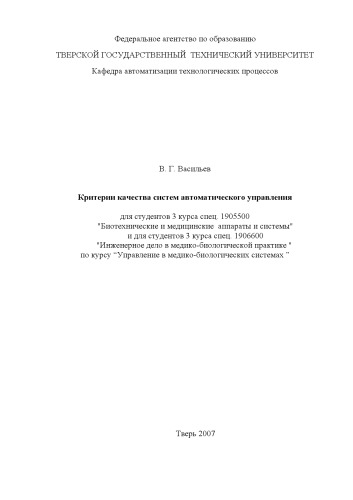 Федеральное агентство по образованию
ТВЕРСКОЙ ГОСУДАРСТВЕННЫЙ ТЕХНИЧЕСКИЙ УНИВЕРСИТЕТ
Кафедра автоматизации технологических процессов
В. Г. Васильев
Критерии качества систем автоматического управления
для студентов 3 курса спец. 1905500
"Биотехнические и медицинские аппараты и системы"
и для студентов 3 курса спец. 1906600
"Инженерное дело в медико-биологической практике "
по курсу “Управление в медико-биологических системах ”
Тверь 2007